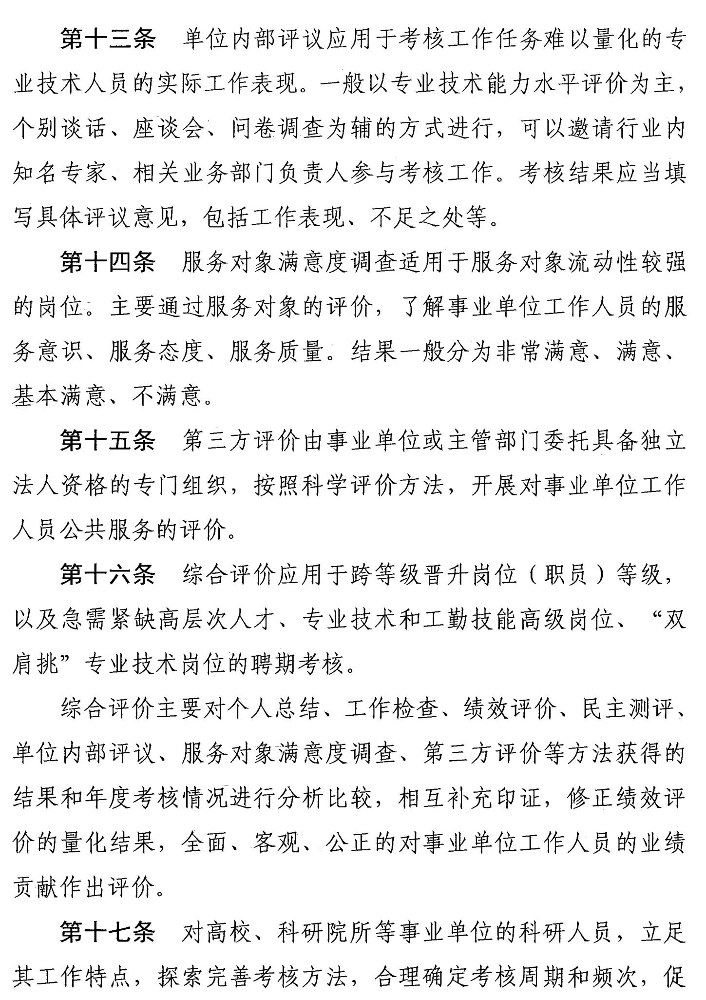 第十三条 单位内部评议应用于考核工作任务难以量化的专
业技术人员的实际工作表现。一般以专业技术能力水平评价为主，
个别谈话、座谈会、问卷调查为辅的方式进行，可以邀请行业内
知名专家、相关业务部门负责人参与考核工作。考核结果应当填
写具体评议意见，包括工作表现、不足之处等。
第十四条 服务对象满意度调查适用于服务对象流动性较强
的岗位。主要通过服务对象的评价，了解事业单位工作人员的服
务意识、服务态度、服务质量。结果一般分为非常满意、满意、
基本满意、不满意。
第十五条 第三方评价由事业单位或主管部门委托具备独立
法人资格的专门组织，按照科学评价方法，开展对事业单位工作
人员公共服务的评价。
第十六条 综合评价应用于跨等级晋升岗位（职员）等级，
以及急需紧缺高层次人才、专业技术和工勤技能高级岗位、“双
肩挑”专业技术岗位的聘期考核。
综合评价主要对个人总结、工作检查、绩效评价、民主测评、
单位内部评议、服务对象满意度调查、第三方评价等方法获得的
结果和年度考核情况进行分析比较，相互补充印证，修正绩效评
价的量化结果，全面、客观、公正的对事业单位工作人员的业绩
贡献作出评价。
第十七条 对高校、科研院所等事业单位的科研人员，立足
其工作特点，探索完善考核方法，合理确定考核周期和频次，促